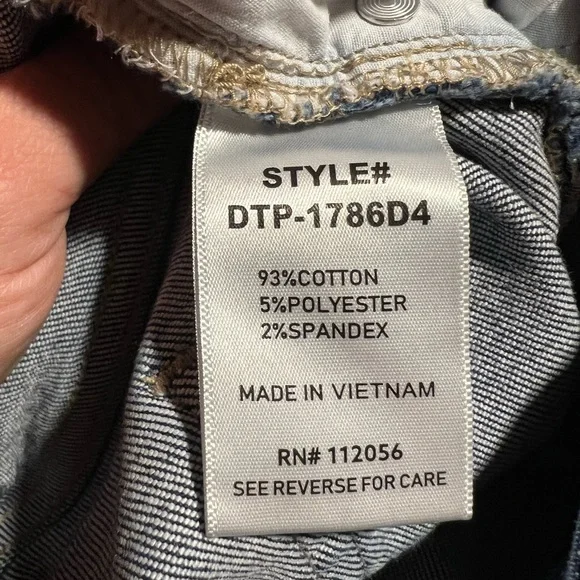 STYLE#
DTP-1786D4
93%COTTON
5%POLYESTER
2%SPANDEX
MADE IN VIETNAM
RN# 112056
SEE REVERSE FOR CARE